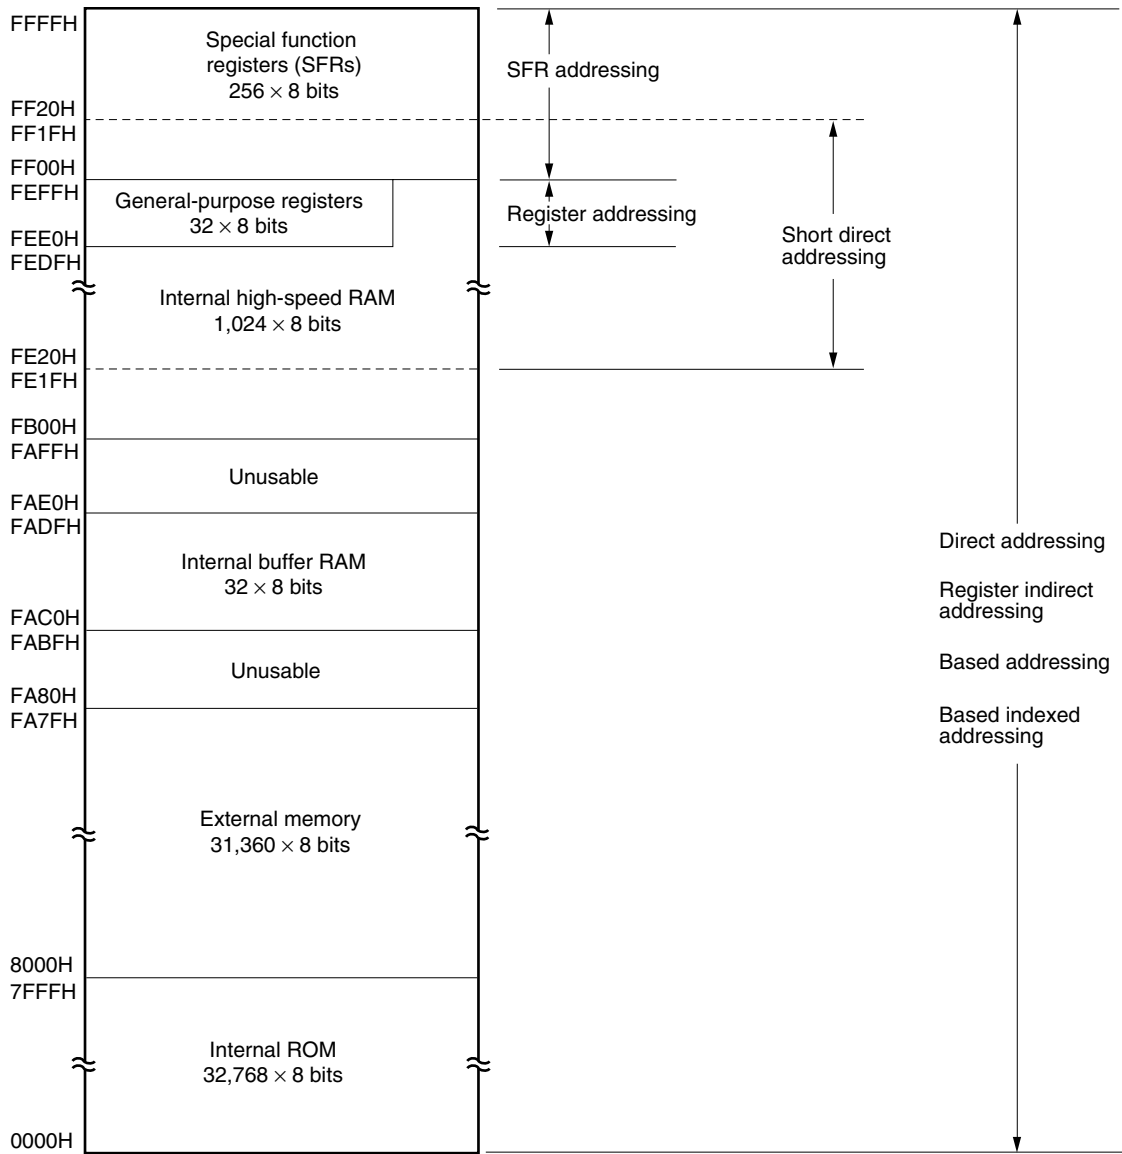 FFFFH
Special function
registers (SFRs)
256 × 8 bits
SFR addressing
FF20H
FF1FH
FF00H
FEFFH
General-purpose registers
32 × 8 bits
Register addressing
FEE0H
FEDFH
Short direct
addressing
Internal high-speed RAM
1,024 × 8 bits
FE20H
FE1FH
FB00H
FAFFH
Unusable
FAE0H
FADFH
Internal buffer RAM
32 × 8 bits
Direct addressing
Register indirect
addressing
FAC0H
FABFH
Unusable
Based addressing
FA80H
FA7FH
Based indexed
addressing
External memory
31,360 × 8 bits
8000H
7FFFH
Internal ROM
32,768 × 8 bits
0000H